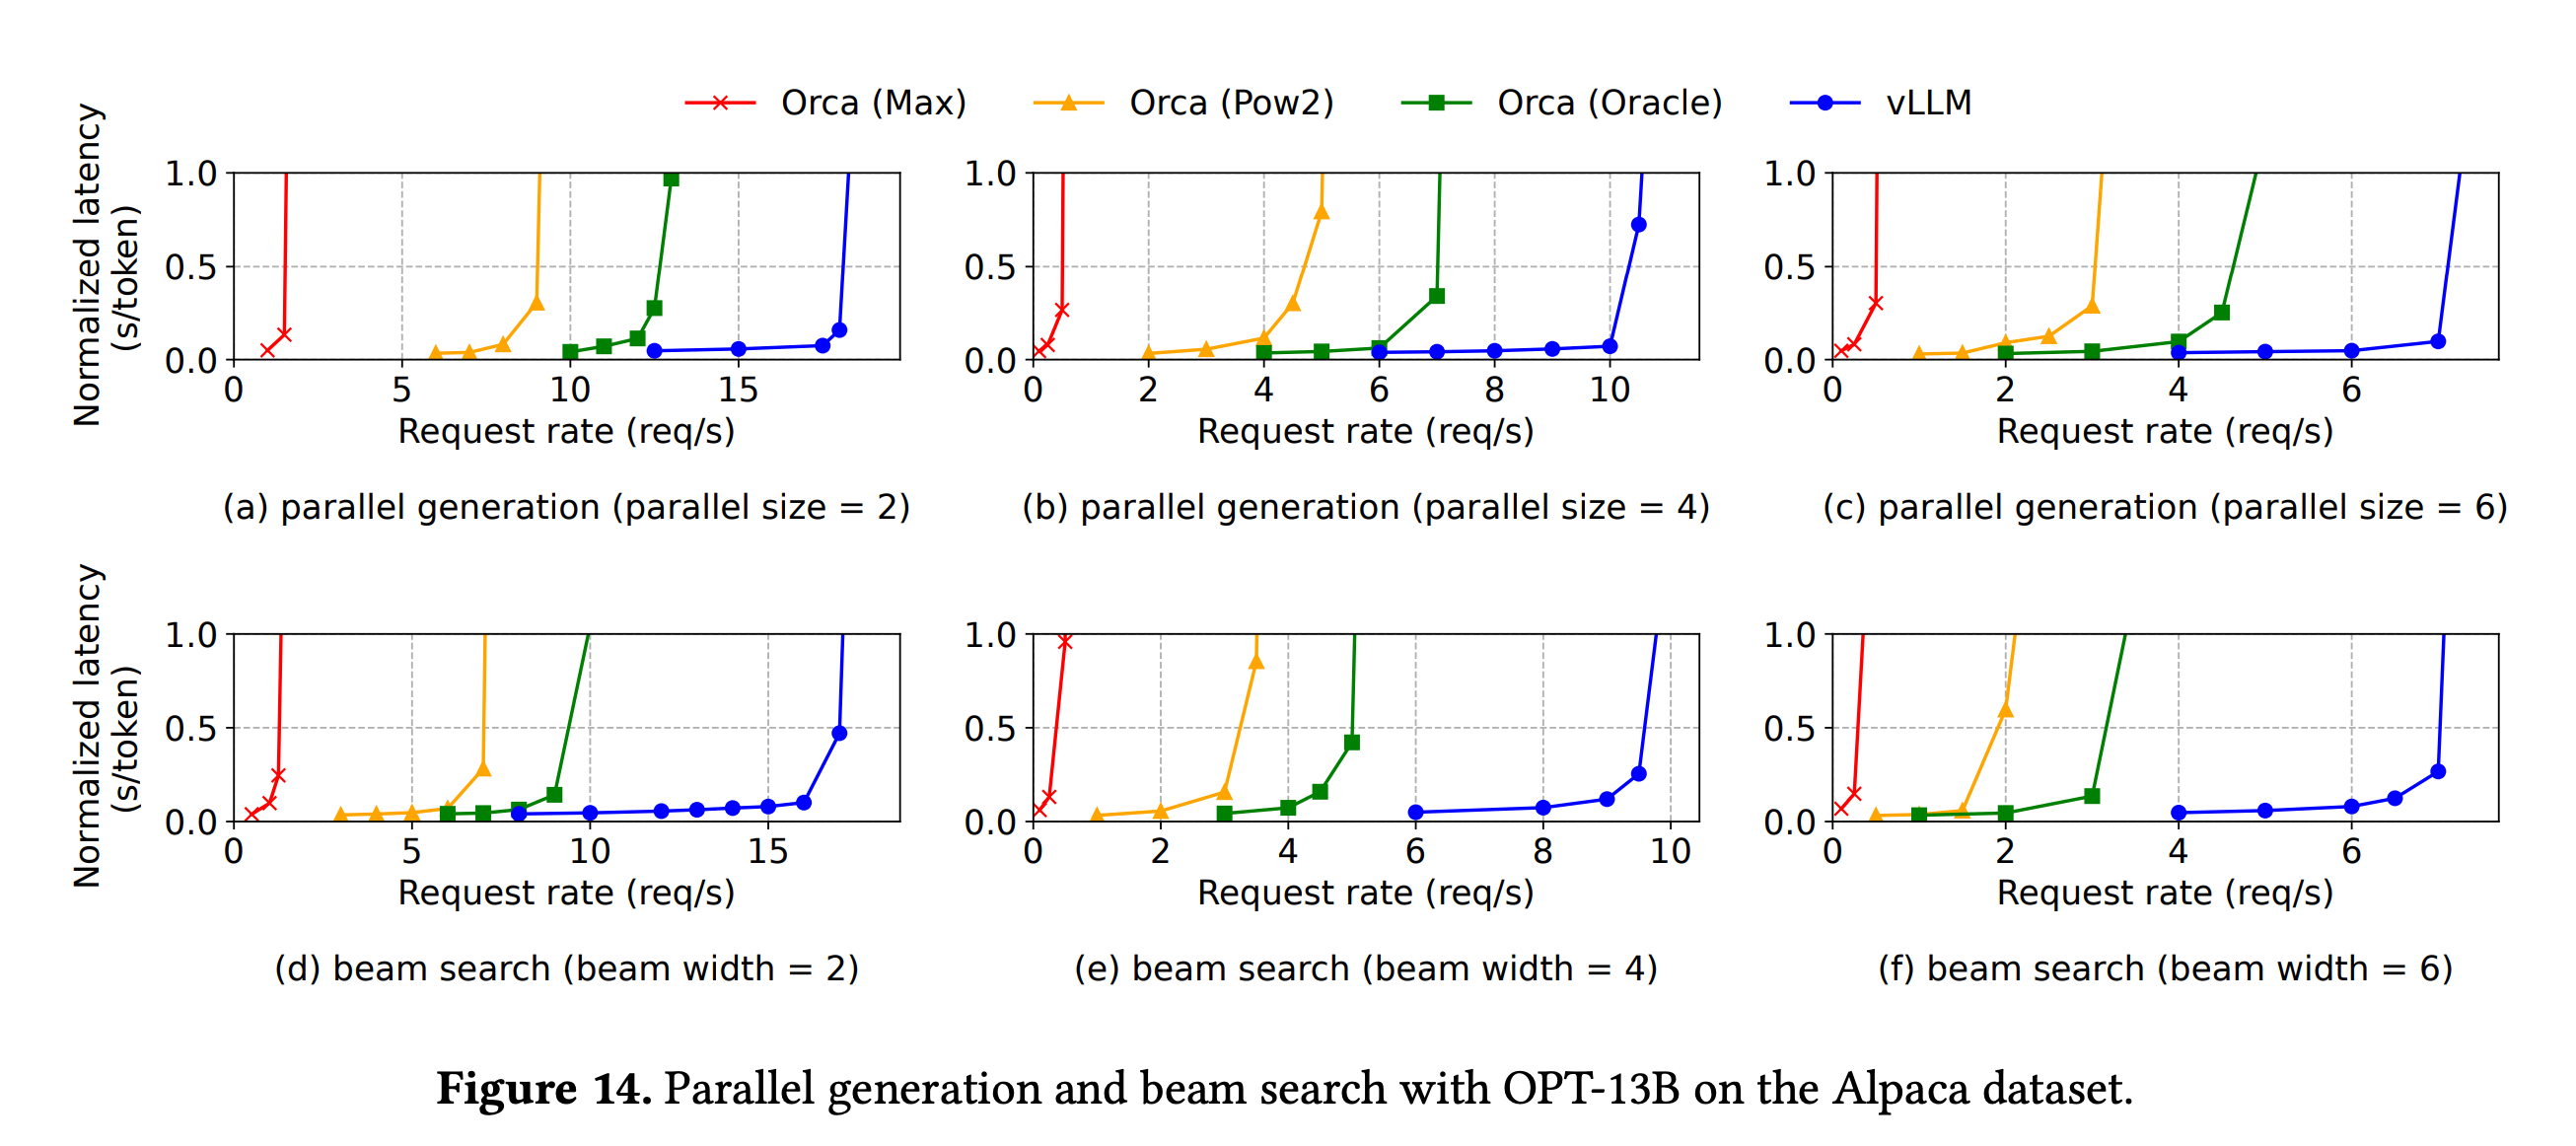 Orca (Max) Orca (Pow2) Orca (Oracle) vLLM
Normalized latency
(s/token)
1.0
0.5
0.0
0 5 10 15
Request rate (req/s)
(a) parallel generation (parallel size = 2)
1.0
0.5
0.0
0 2 4 6 8 10
Request rate (req/s)
(b) parallel generation (parallel size = 4)
1.0
0.5
0.0
0 2 4 6
Request rate (req/s)
(c) parallel generation (parallel size = 6)
Normalized latency
(s/token)
1.0
0.5
0.0
0 5 10 15
Request rate (req/s)
(d) beam search (beam width = 2)
1.0
0.5
0.0
0 2 4 6 8 10
Request rate (req/s)
(e) beam search (beam width = 4)
1.0
0.5
0.0
0 2 4 6
Request rate (req/s)
(f) beam search (beam width = 6)
Figure 14. Parallel generation and beam search with OPT-13B on the Alpaca dataset.